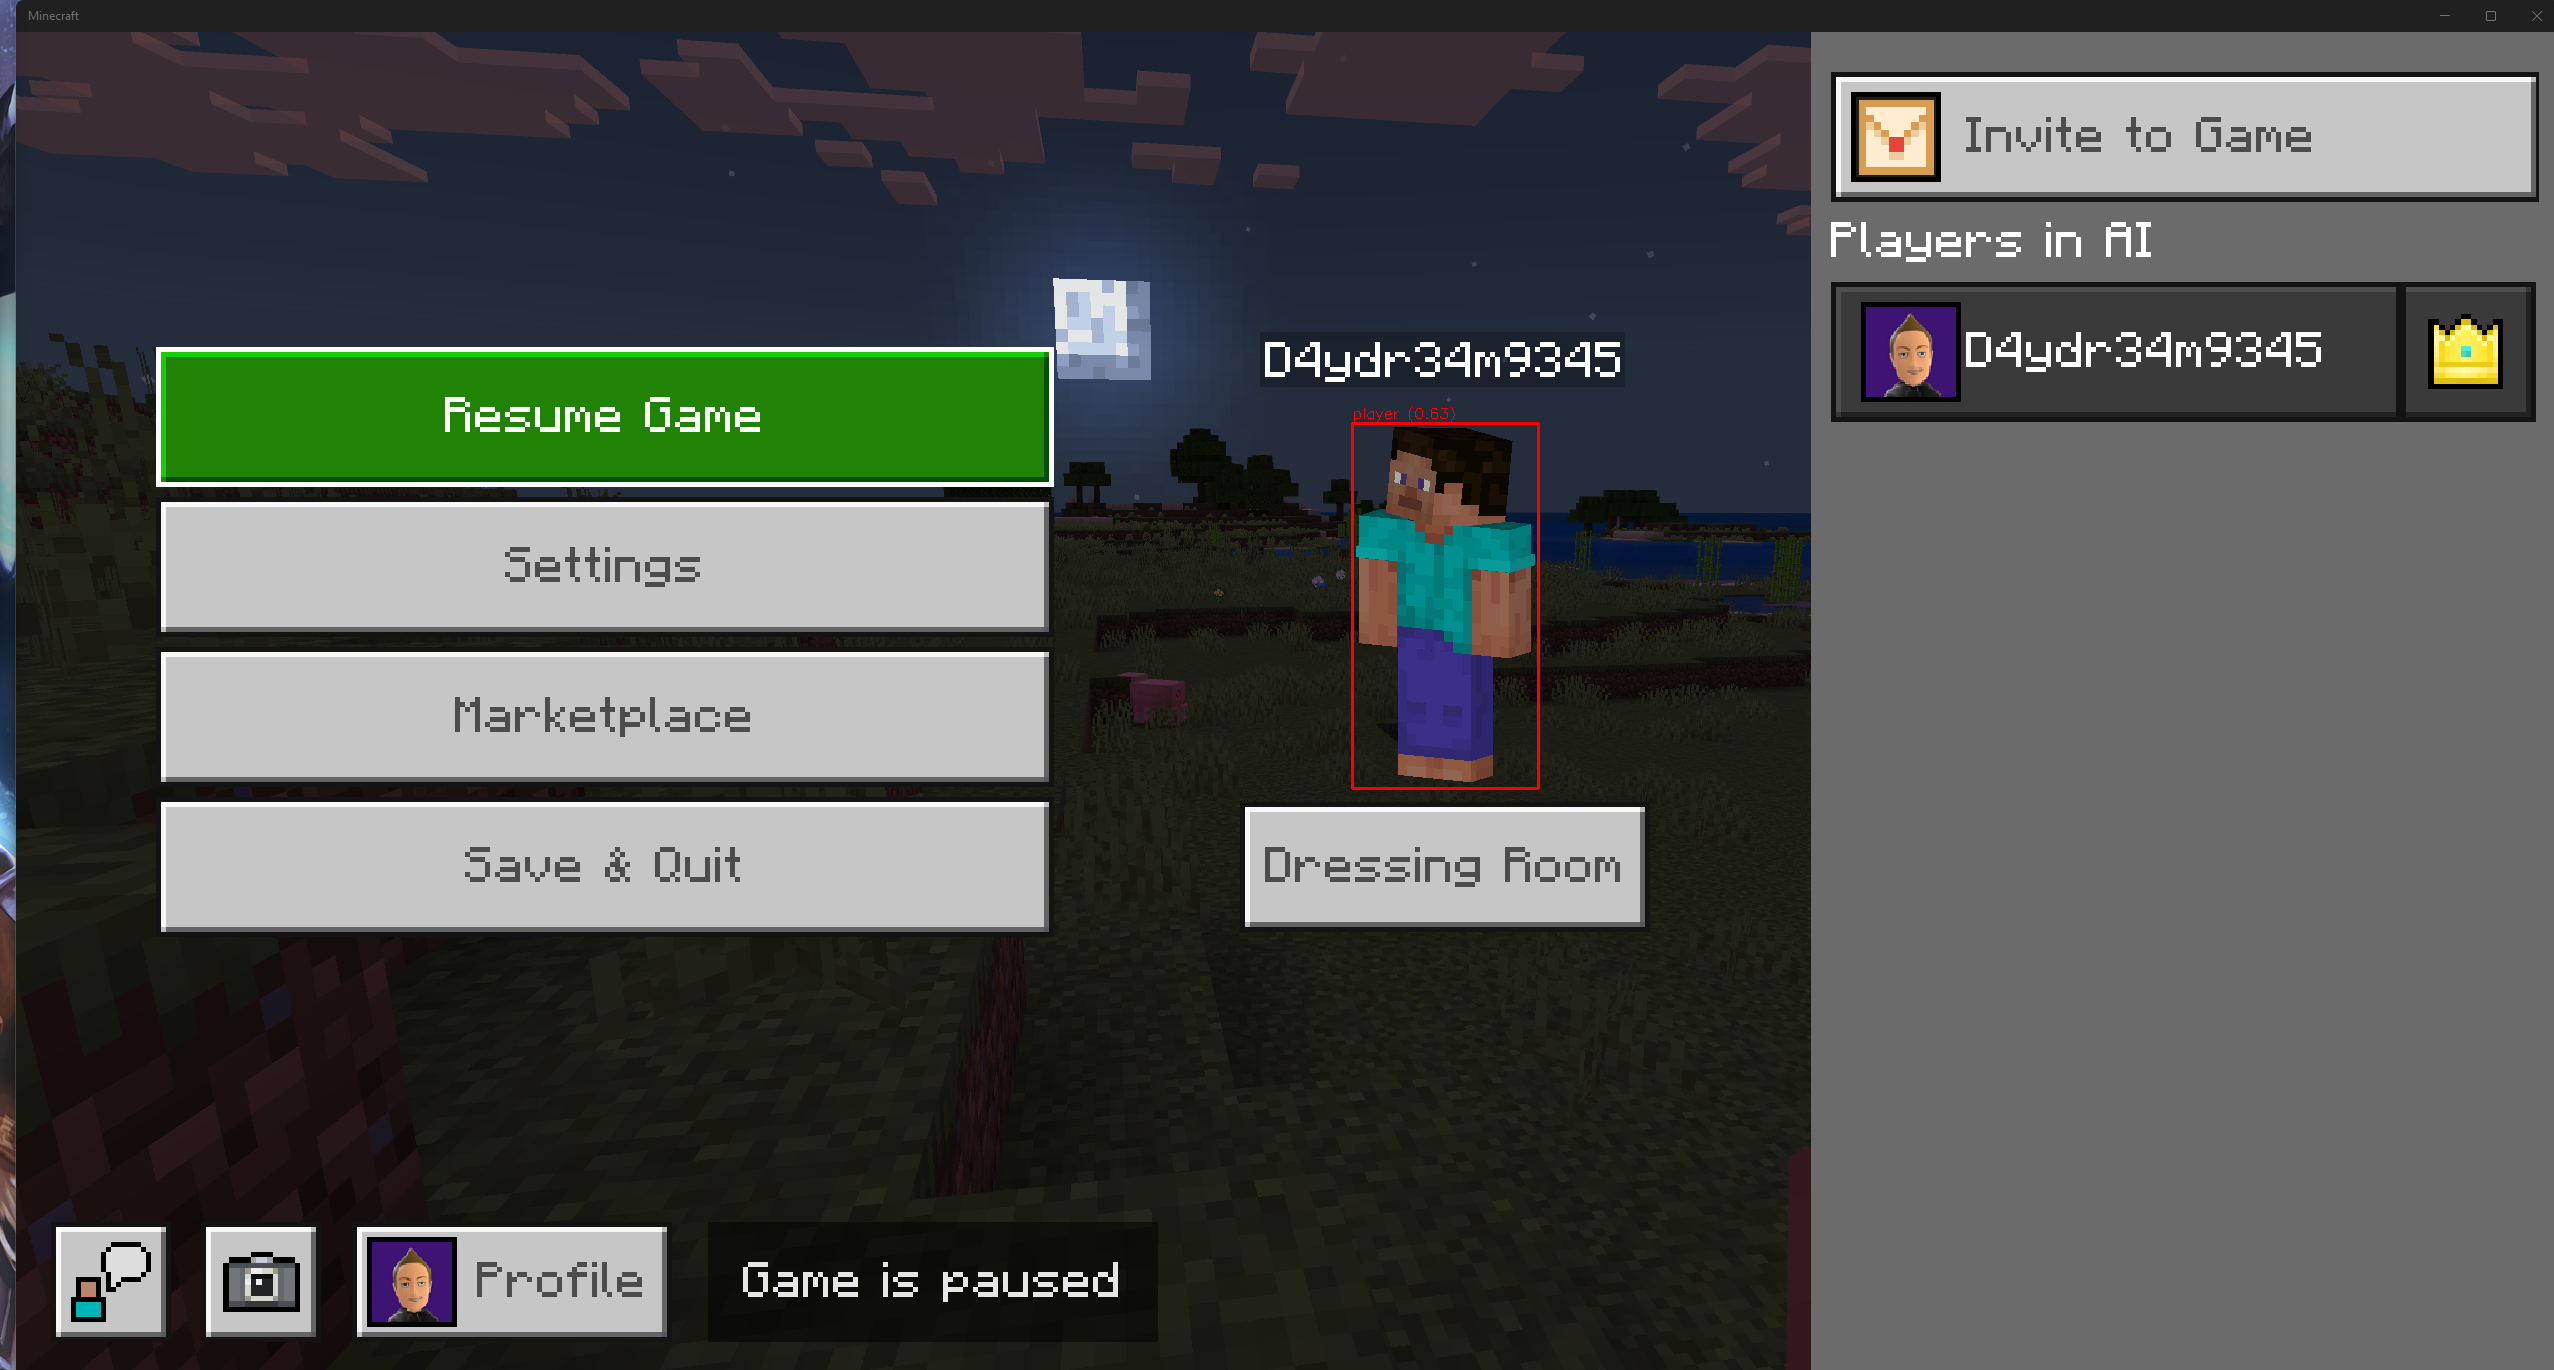 Minecraft
Invite to Game
Players in AI
D4ydr34m9345
D4ydr34m9345
player (0.63)
Resume Game
Settings
Marketplace
Save & Quit
Dressing Room
Profile
Game is paused